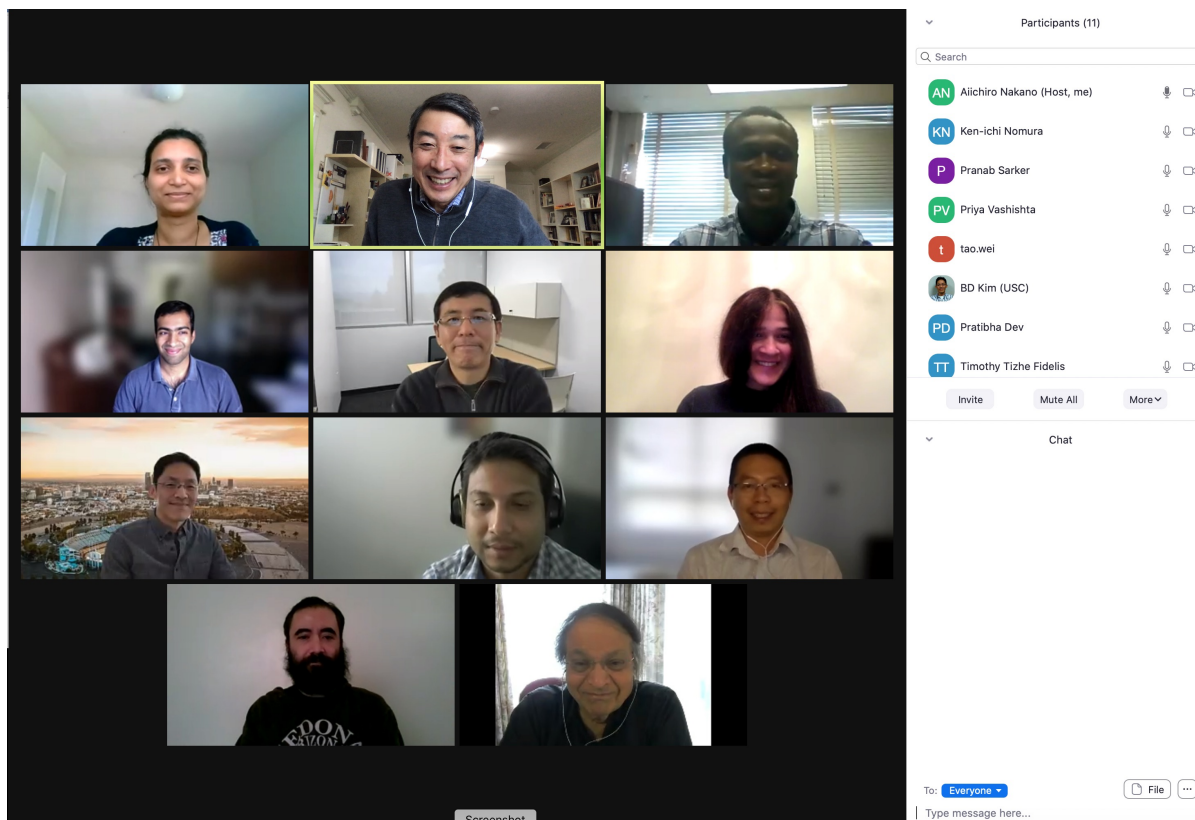 Participants (11)
Search
AN Aiichiro Nakano (Host, me)
KN Ken-ichi Nomura
P Pranab Sarker
PV Priya Vashishta
t tao.wei
BD Kim (USC)
PD Pratibha Dev
TT Timothy Tizhe Fidelis
Invite Mute All More
Chat
To: Everyone File ...
Type message here...
Screenshot